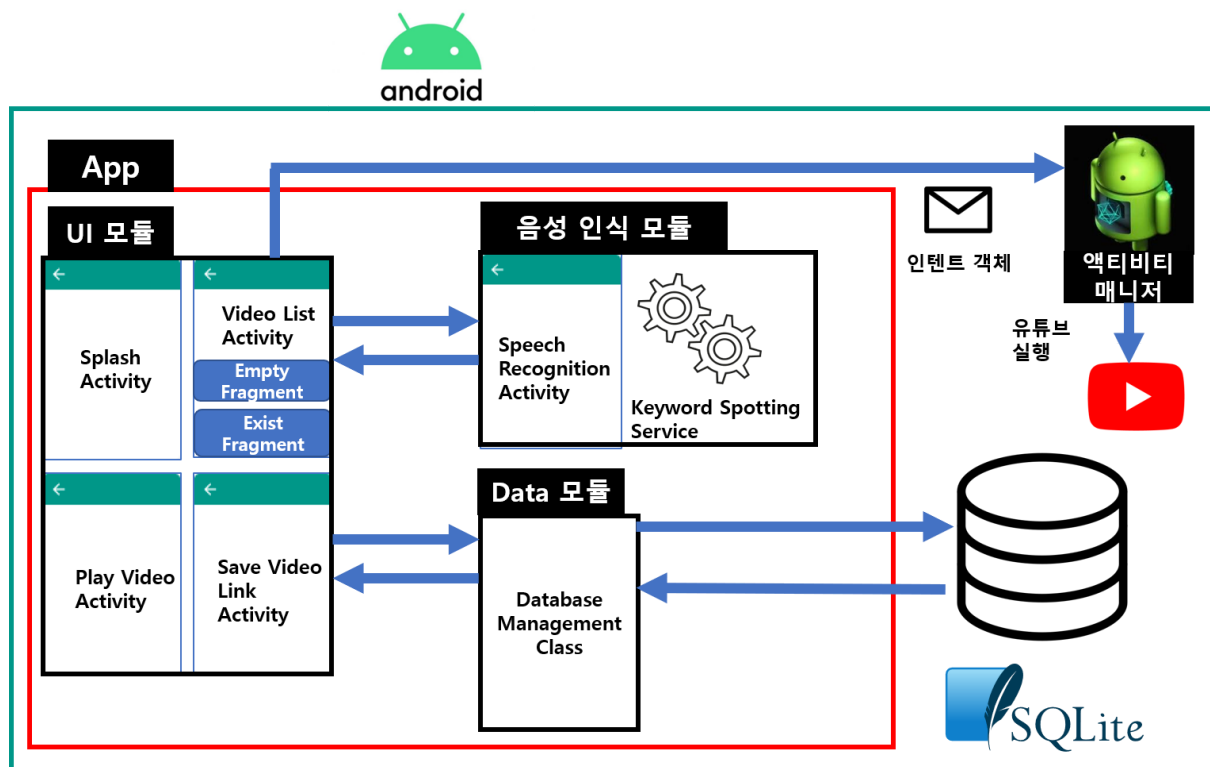 android
App
UI 모듈
Splash
Activity
Video List
Activity
Empty
Fragment
Exist
Fragment
Play Video
Activity
Save Video
Link
Activity
음성 인식 모듈
Speech
Recognition
Activity
Keyword Spotting
Service
Data 모듈
Database
Management
Class
인텐트 객체
액티비티
매니저
유튜브
실행
SQLite